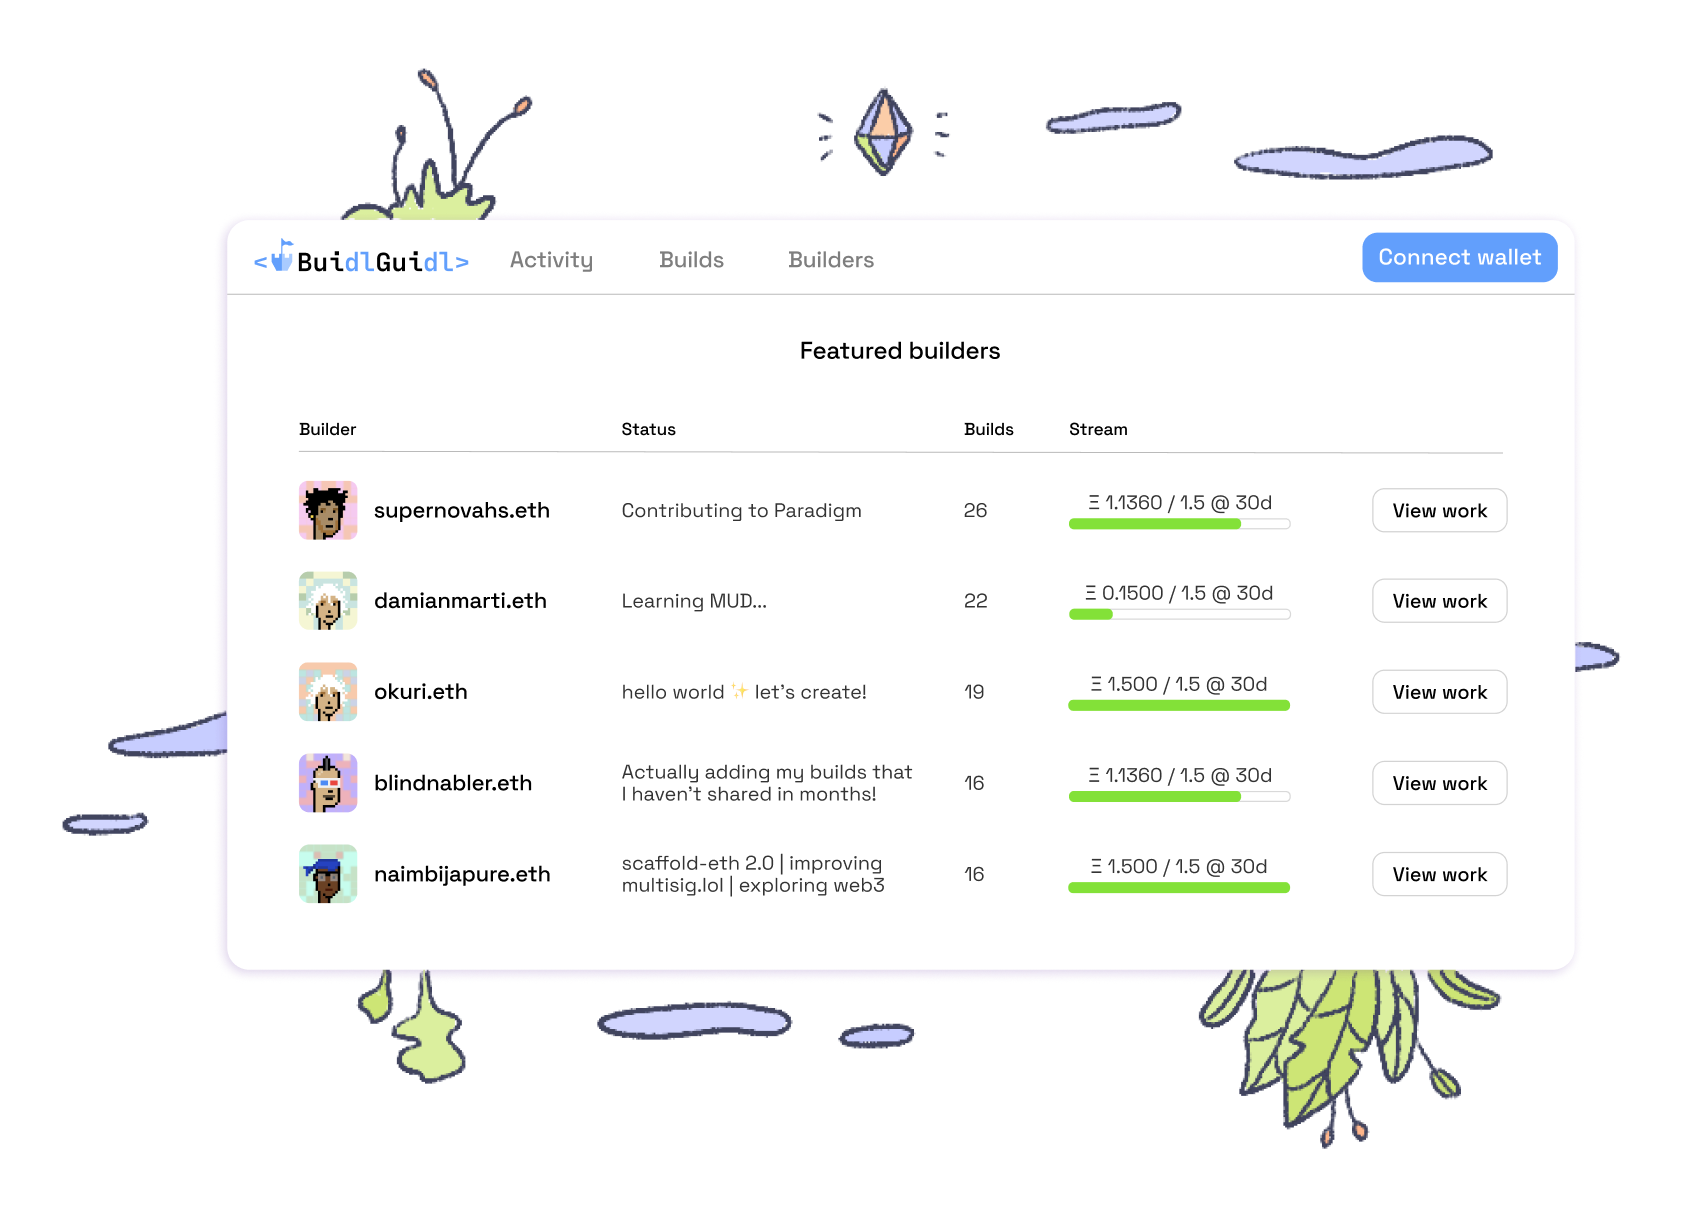 <BuidlGuidl>
Activity
Builds
Builders
Connect wallet
Featured builders
Builder
Status
Builds
Stream
supernovahs.eth
Contributing to Paradigm
26
Ξ 1.1360 / 1.5 @ 30d
View work
damianmarti.eth
Learning MUD...
22
Ξ 0.1500 / 1.5 @ 30d
View work
okuri.eth
hello world ✨ let's create!
19
Ξ 1.500 / 1.5 @ 30d
View work
blindnabler.eth
Actually adding my builds that
I haven't shared in months!
16
Ξ 1.1360 / 1.5 @ 30d
View work
naimbijapure.eth
scaffold-eth 2.0 | improving
multisig.lol | exploring web3
16
Ξ 1.500 / 1.5 @ 30d
View work